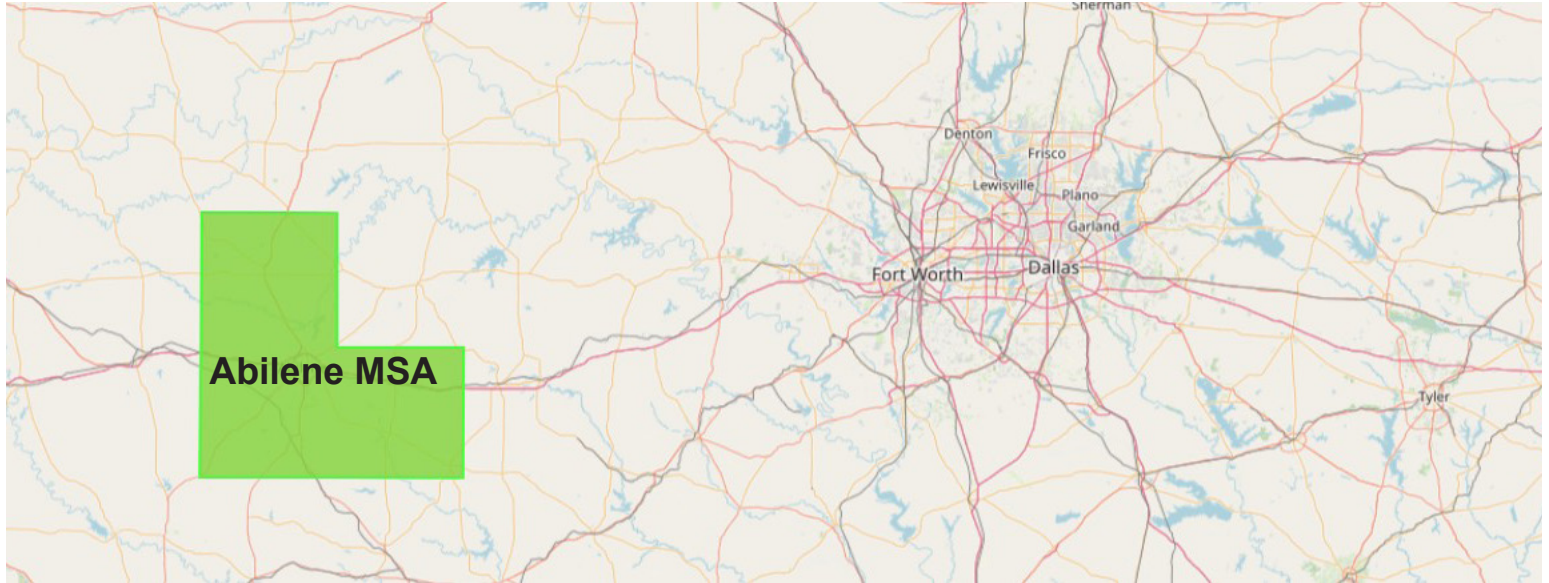 Sherman
Denton
Frisco
Lewisville
Plano
Garland
Fort Worth
Dallas
Abilene MSA
Tyler